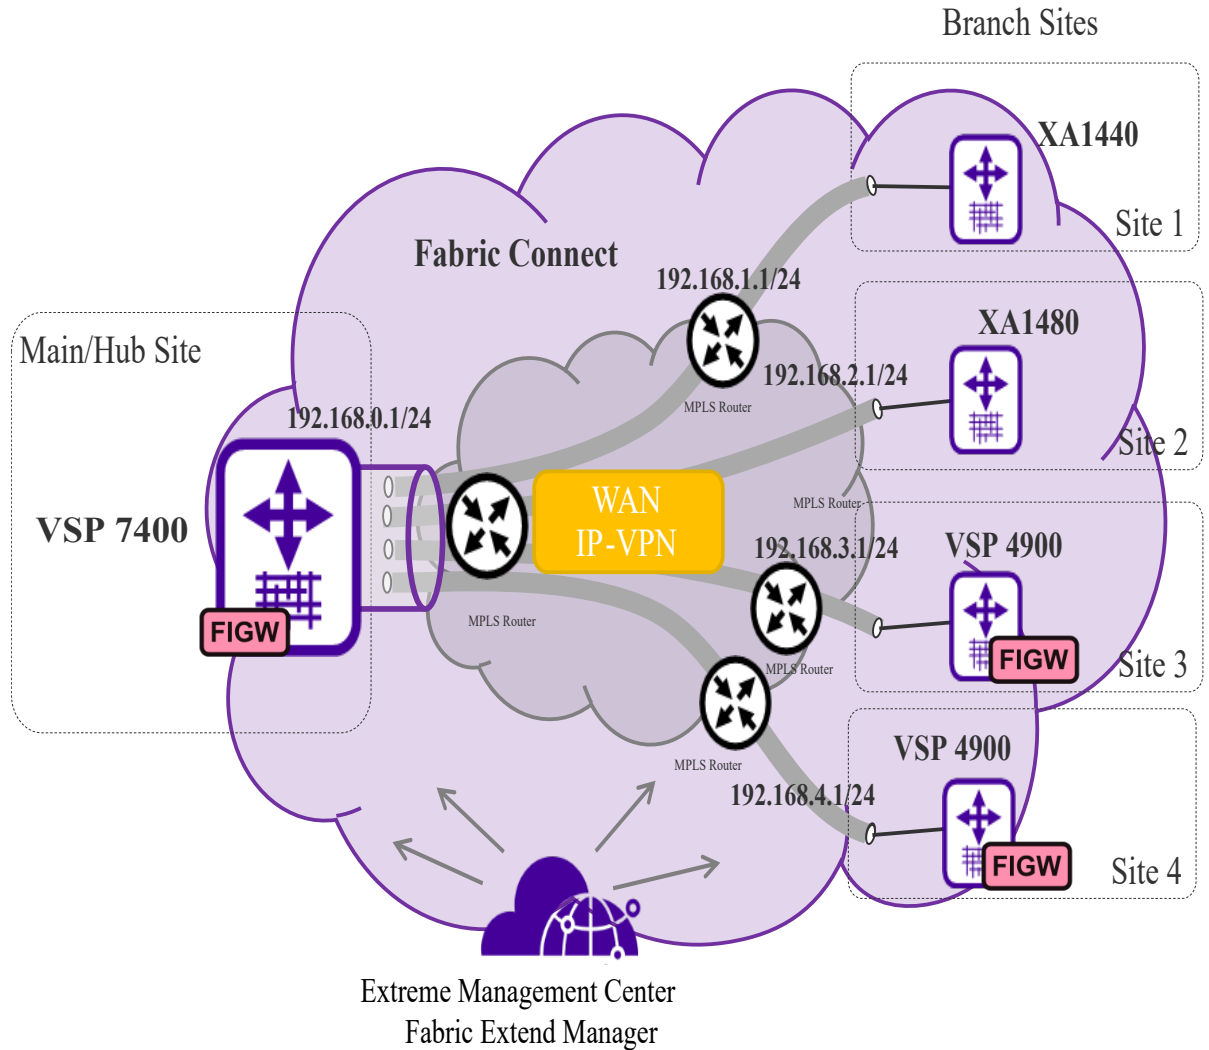 Branch Sites
XA1440
Site 1
Fabric Connect
192.168.1.1/24
XA1480
Main/Hub Site
192.168.2.1/24
MPLS Router
192.168.0.1/24
Site 2
WAN
IP-VPN
MPLS Router
VSP 7400
192.168.3.1/24
VSP 4900
FIGW
MPLS Router
MPLS Router
FIGW
Site 3
VSP 4900
MPLS Router
192.168.4.1/24
FIGW
Site 4
Extreme Management Center
Fabric Extend Manager